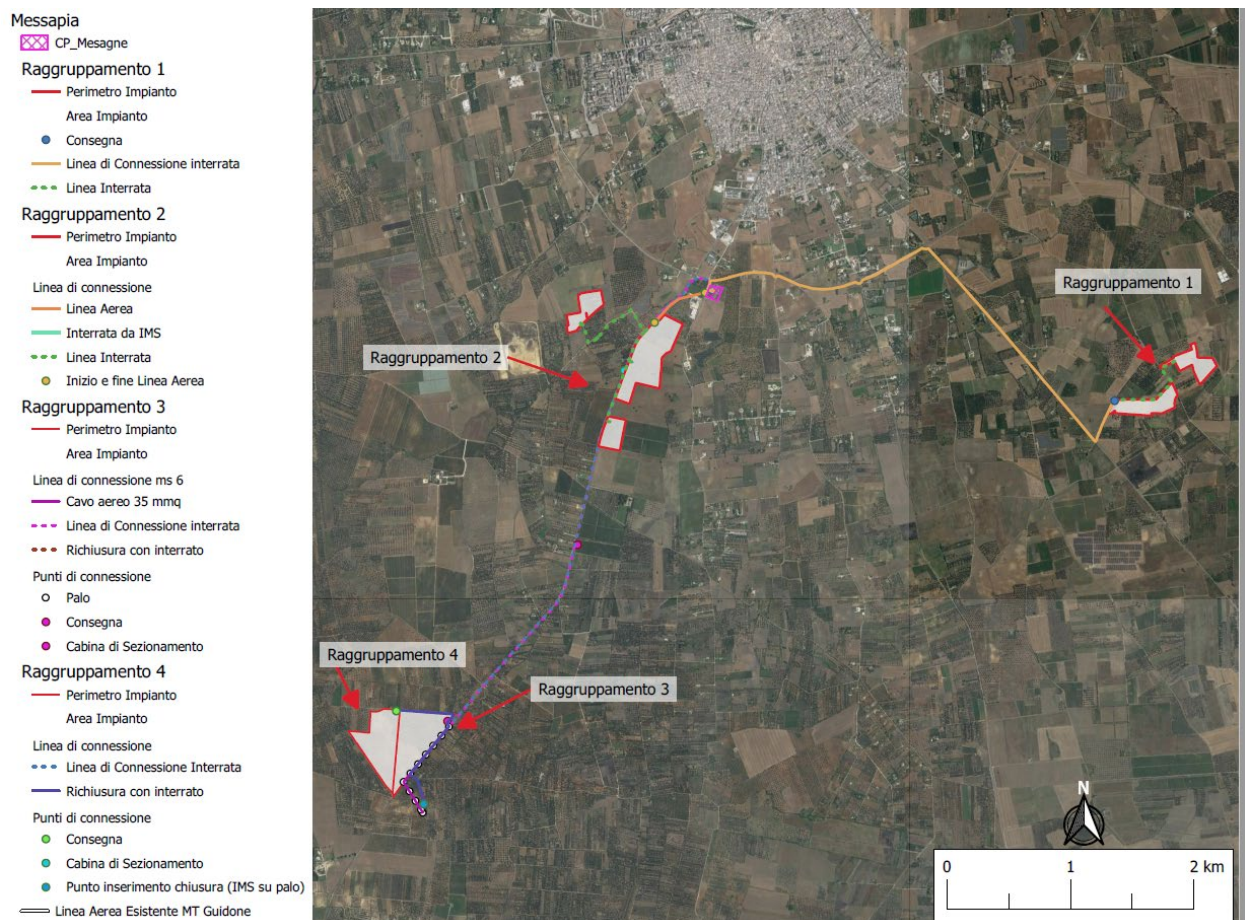 Messapia
CP_Mesagne
Raggruppamento 1
Perimetro Impianto
Area Impianto
Consegna
Linea di Connessione interrata
Linea Interrata
Raggruppamento 2
Perimetro Impianto
Area Impianto
Linea di connessione
Linea Aerea
Interrata da IMS
Linea Interrata
Inizio e fine Linea Aerea
Raggruppamento 3
Perimetro Impianto
Area Impianto
Linea di connessione ms 6
Cavo aereo 35 mmq
Linea di Connessione interrata
Richiusura con interrato
Punti di connessione
Palo
Consegna
Cabina di Sezionamento
Raggruppamento 4
Perimetro Impianto
Area Impianto
Linea di connessione
Linea di Connessione Interrata
Richiusura con interrato
Punti di connessione
Consegna
Cabina di Sezionamento
Punto inserimento chiusura (IMS su palo)
Linea Aerea Esistente MT Guidone
Raggruppamento 1
Raggruppamento 2
Raggruppamento 4
Raggruppamento 3
N
0 1 2 km